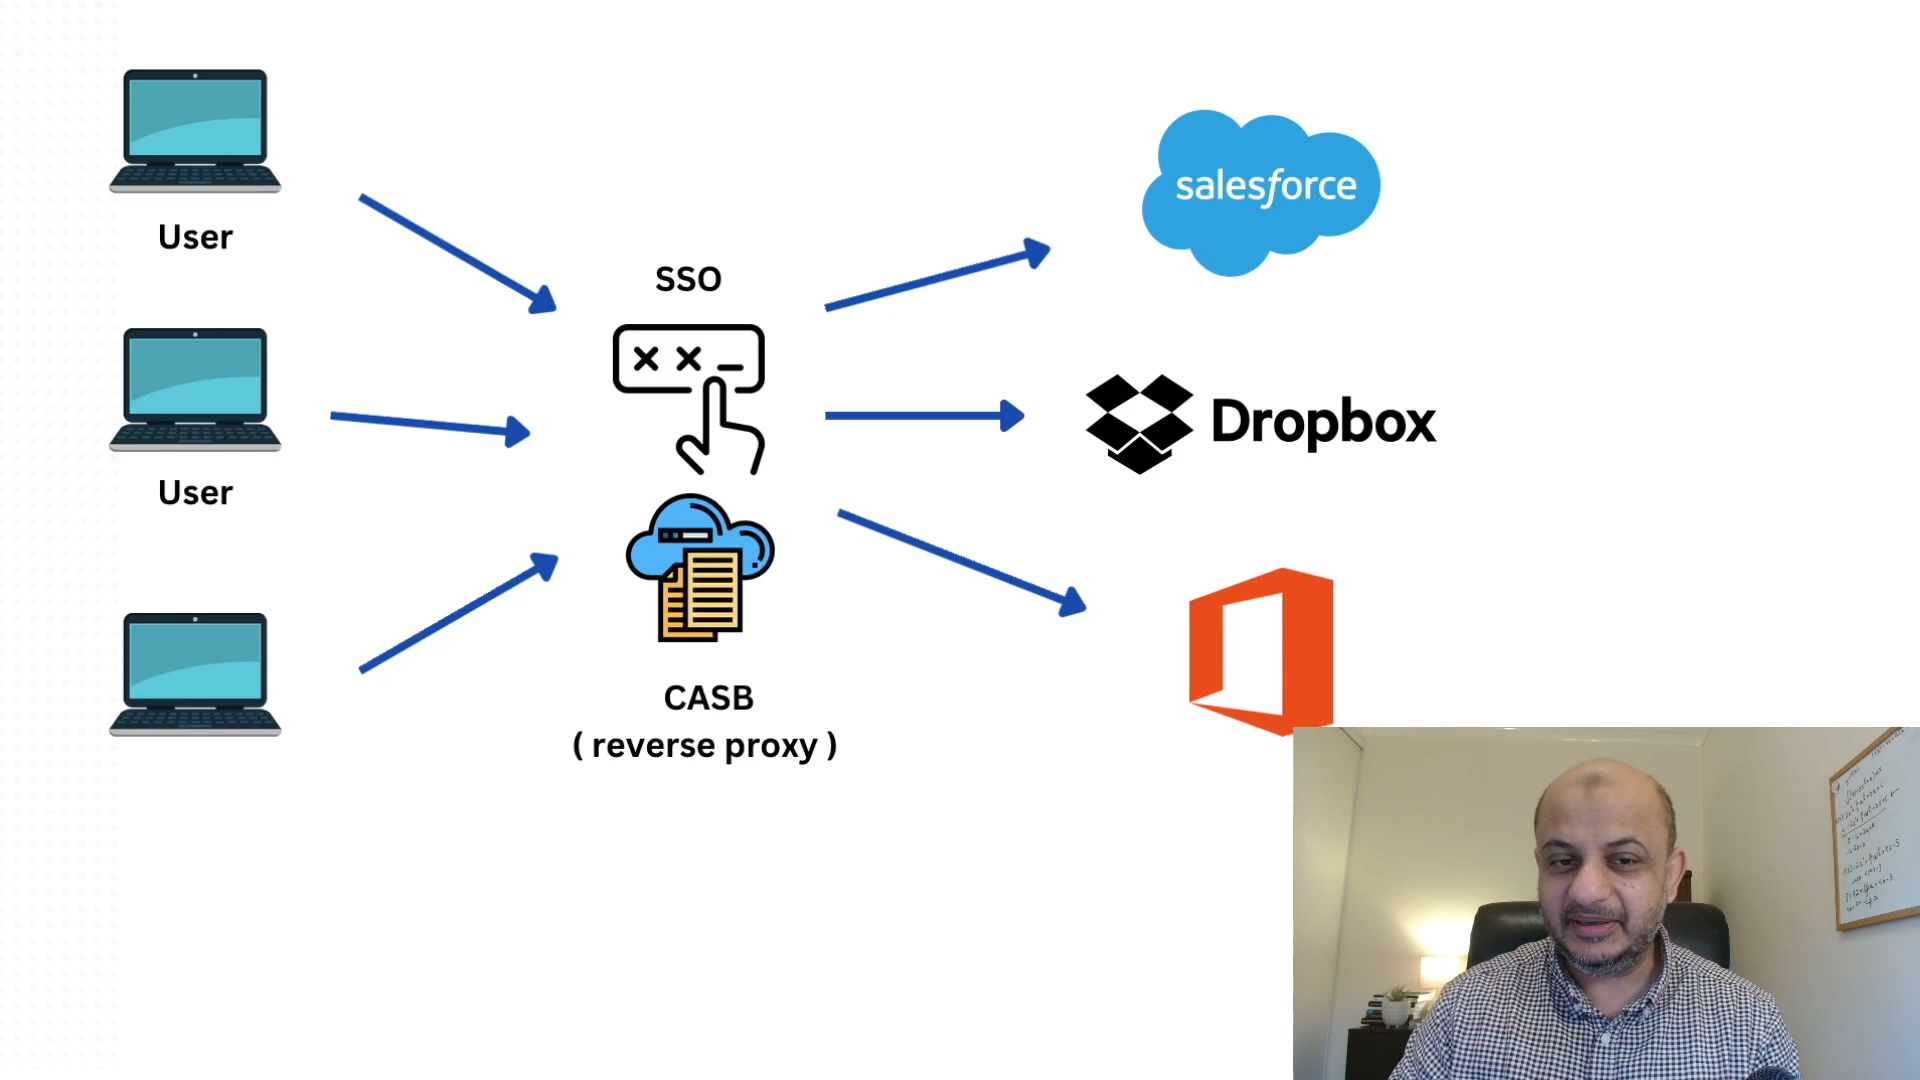 User
SSO
salesforce
Dropbox
User
CASB
( reverse proxy )